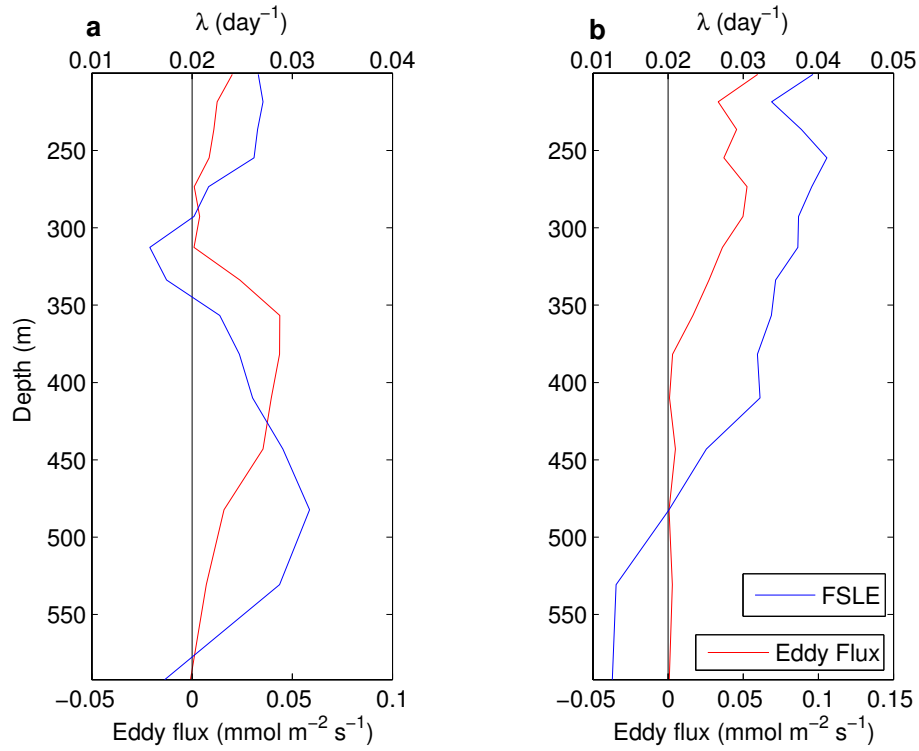 a
λ (day−1)
0.01 0.02 0.03 0.04
250
300
350
400
450
500
550
Depth (m)
−0.05 0 0.05 0.1
Eddy flux (mmol m−2 s−1)
b
λ (day−1)
0.01 0.02 0.03 0.04 0.05
250
300
350
400
450
500
550
FSLE
Eddy Flux
−0.05 0 0.05 0.1 0.15
Eddy flux (mmol m−2 s−1)